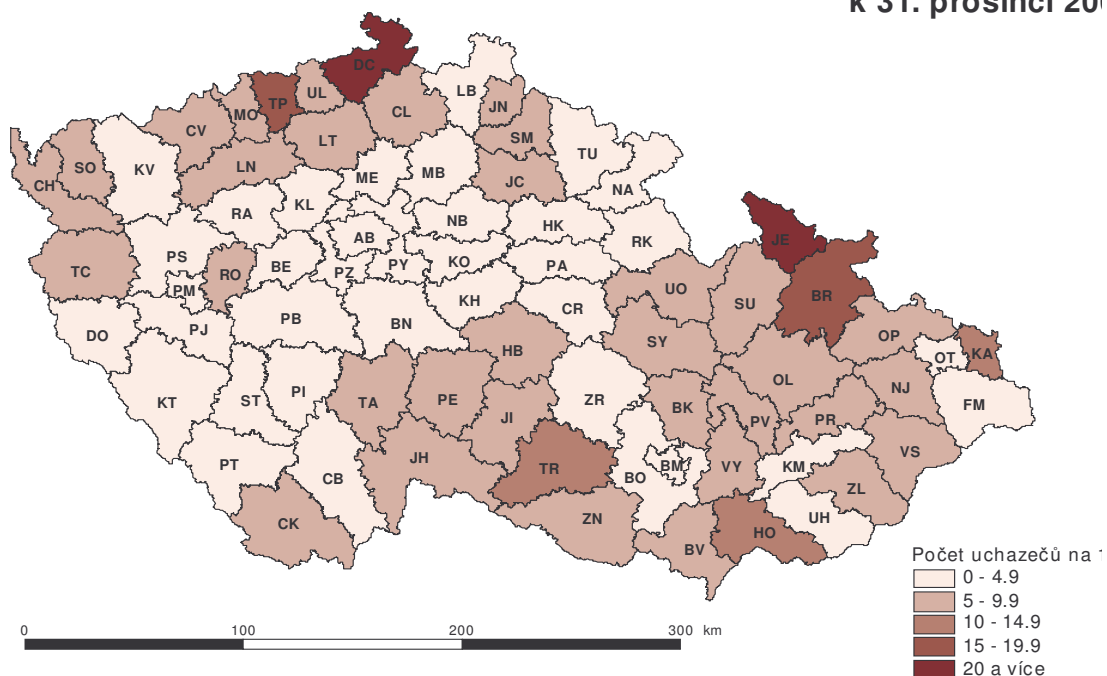 k 31. prosinci 200
DC
LB
TP
UL
MO
CL
JN
CV
SM
LT
TU
SO
KV
LN
ME
MB
CH
JC
NA
RA
KL
NB
HK
AB
RK
JE
PS
KO
TC
RO
BE
PZ
PY
PA
PM
UO
SU
BR
KH
CR
DO
PJ
PB
BN
OP
SY
HB
OT
KA
OL
NJ
KT
ST
PI
TA
PE
ZR
BK
FM
JI
PV
PR
VS
JH
PT
TR
BM
VY
KM
CB
BO
ZL
CK
ZN
UH
HO
BV
Počet uchazečů na 1
0 - 4.9
5 - 9.9
10 - 14.9
15 - 19.9
20 a více
0 100 200 300 km